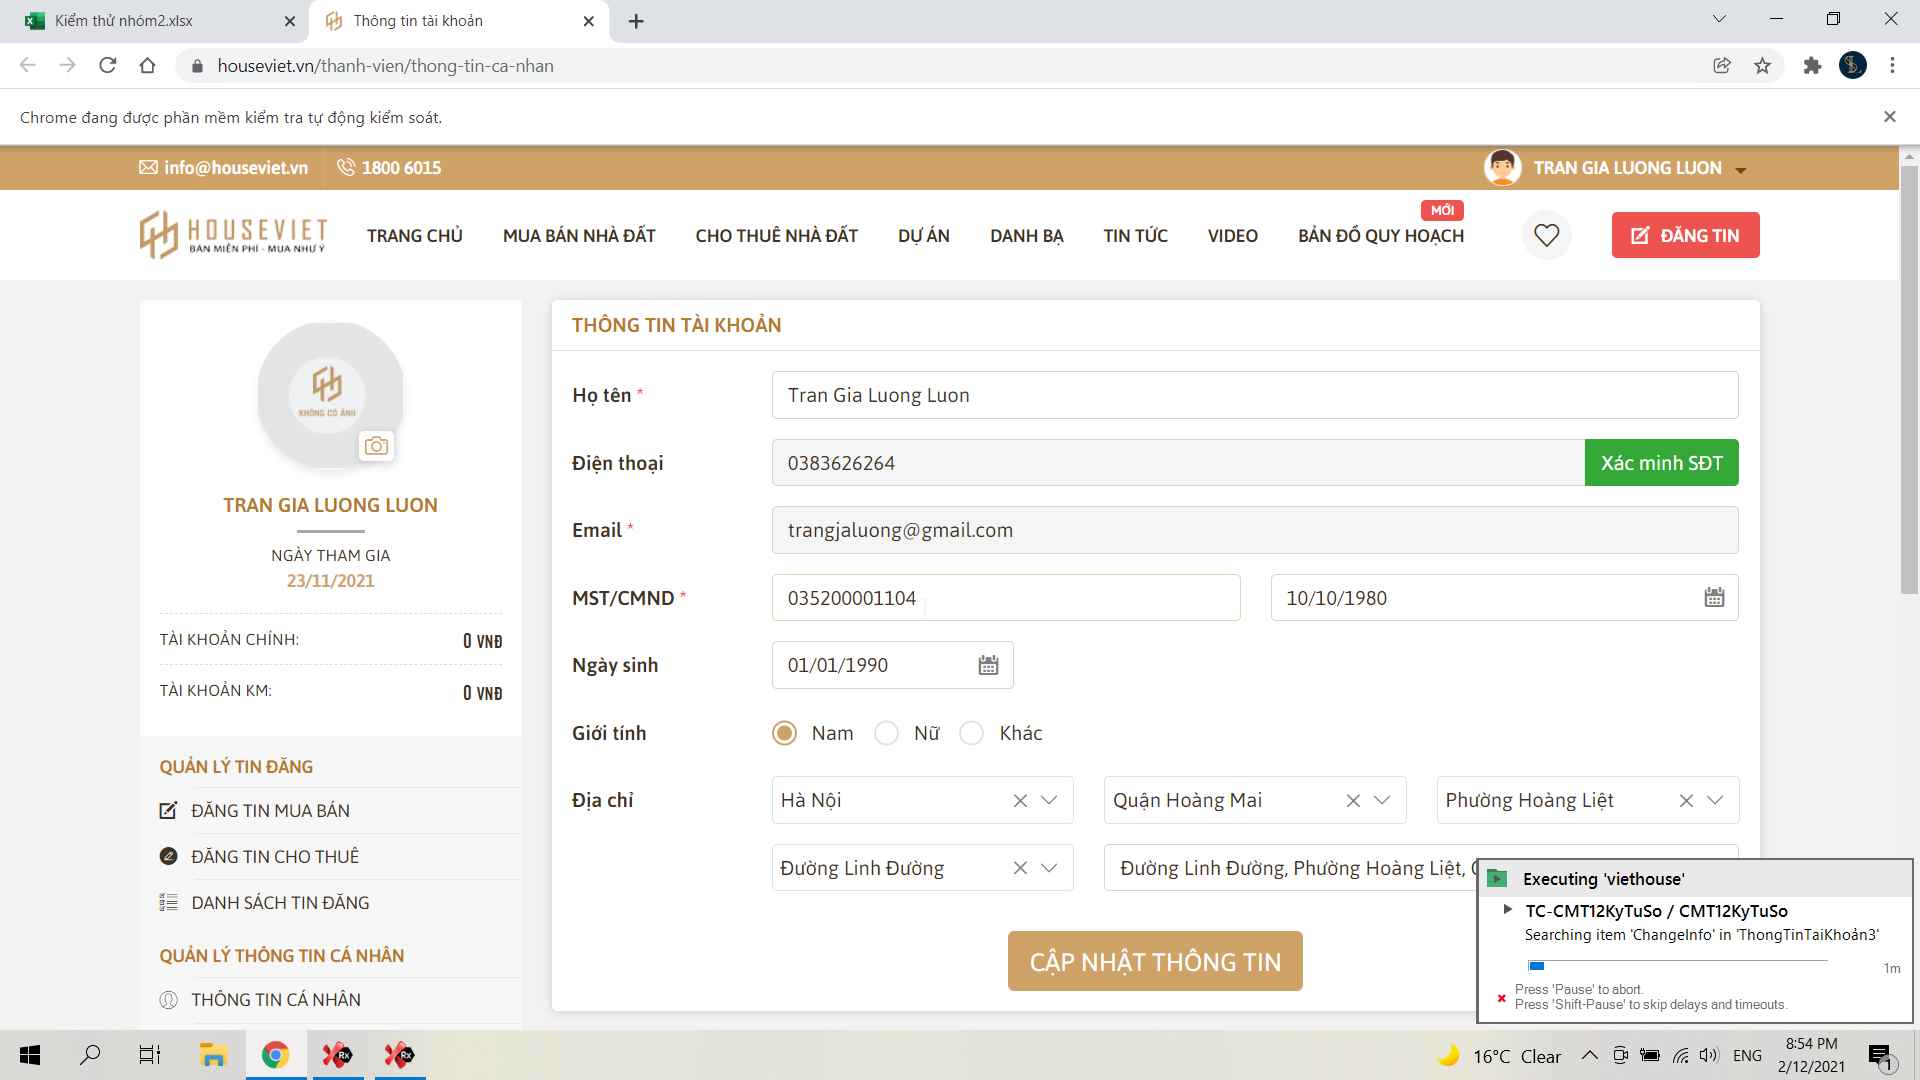 Kiểm thử nhóm2.xlsx
Thông tin tài khoản
houseviet.vn/thanh-vien/thong-tin-ca-nhan
Chrome đang được phần mềm kiểm tra tự động kiểm soát.
info@houseviet.vn
1800 6015
TRAN GIA LUONG LUON
HOUSEVIET
BÁN MIỄN PHÍ - MUA NHƯ Ý
TRANG CHỦ
MUA BÁN NHÀ ĐẤT
CHO THUÊ NHÀ ĐẤT
DỰ ÁN
DANH BẠ
TIN TỨC
VIDEO
MỚI
BẢN ĐỒ QUY HOẠCH
ĐĂNG TIN
KHÔNG CÓ ẢNH
TRAN GIA LUONG LUON
NGÀY THAM GIA
23/11/2021
TÀI KHOẢN CHÍNH: 0 VNĐ
TÀI KHOẢN KM: 0 VNĐ
QUẢN LÝ TIN ĐĂNG
ĐĂNG TIN MUA BÁN
ĐĂNG TIN CHO THUÊ
DANH SÁCH TIN ĐĂNG
QUẢN LÝ THÔNG TIN CÁ NHÂN
THÔNG TIN CÁ NHÂN
THÔNG TIN TÀI KHOẢN
Họ tên * Tran Gia Luong Luon
Điện thoại 0383626264 Xác minh SĐT
Email * trangjaluong@gmail.com
MST/CMND * 035200001104 10/10/1980
Ngày sinh 01/01/1990
Giới tính Nam Nữ Khác
Địa chỉ Hà Nội Quận Hoàng Mai Phường Hoàng Liệt
Đường Linh Đường Đường Linh Đường, Phường Hoàng Liệt,
CẬP NHẬT THÔNG TIN
Executing 'viethouse'
TC-CMT12KyTuSo / CMT12KyTuSo
Searching item 'ChangeInfo' in 'ThongTinTaiKhoản3'
1m
Press 'Pause' to abort.
Press 'Shift-Pause' to skip delays and timeouts.
Rx
Rx
16°C Clear
ENG
8:54 PM
2/12/2021
1